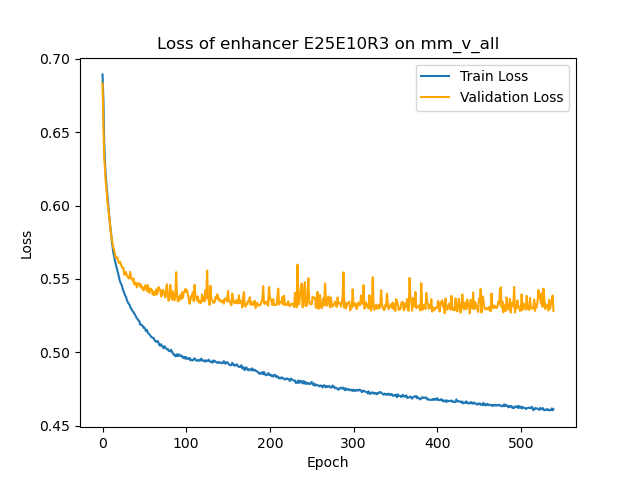 Loss of enhancer E25E10R3 on mm_v_all
Train Loss
Validation Loss
0.70
0.65
0.60
0.55
0.50
0.45
Loss
0 100 200 300 400 500
Epoch